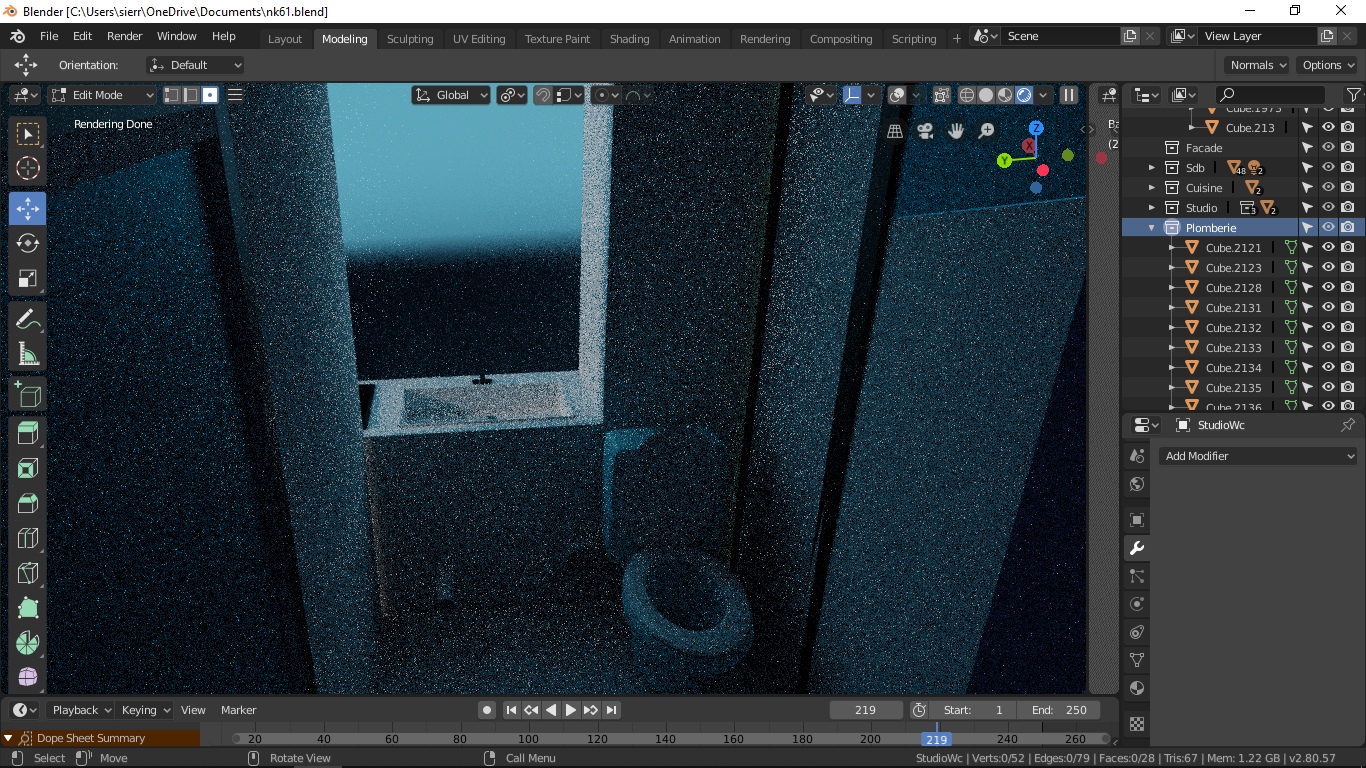 Blender [C:\Users\sierr\OneDrive\Documents\nk61.blend]
File Edit Render Window Help Layout Modeling Sculpting UV Editing Texture Paint Shading Animation Rendering Compositing Scripting + Scene View Layer
Orientation: Default Normals Options
Edit Mode Global
Rendering Done
Z
X
Y
Ba
(2
Cube.1973
Cube.213
Facade
Sdb 48 2
Cuisine 2
Studio 3 2
Plomberie
Cube.2121
Cube.2123
Cube.2128
Cube.2131
Cube.2132
Cube.2133
Cube.2134
Cube.2135
Cube.2136
StudioWc
Add Modifier
Playback Keying View Marker 219 Start: 1 End: 250
Dope Sheet Summary 20 40 60 80 100 120 140 160 180 200 219 240 260
Select Move Rotate View Call Menu StudioWc | Verts:0/52 | Edges:0/79 | Faces:0/28 | Tris:67 | Mem: 1.22 GB | v2.80.57